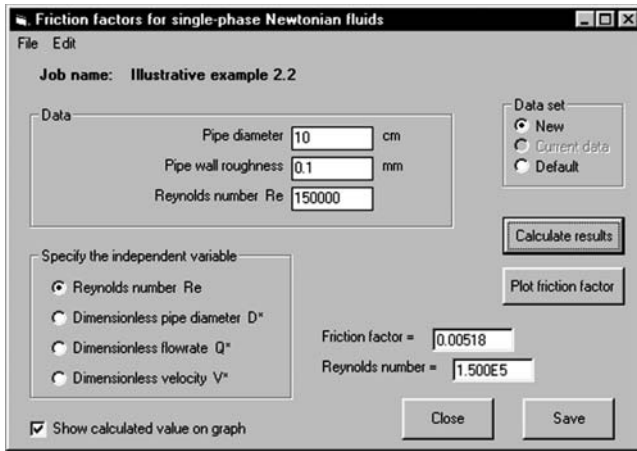 Friction factors for single-phase Newtonian fluids
File Edit
Job name: Illustrative example 2.2
Data
Pipe diameter 10 cm
Pipe wall roughness 0.1 mm
Reynolds number Re 150000
Data set
New
Current data
Default
Calculate results
Plot friction factor
Specify the independent variable
Reynolds number Re
Dimensionless pipe diameter D*
Dimensionless flowrate Q*
Dimensionless velocity V*
Friction factor = 0.00518
Reynolds number = 1.500E5
Show calculated value on graph
Close
Save